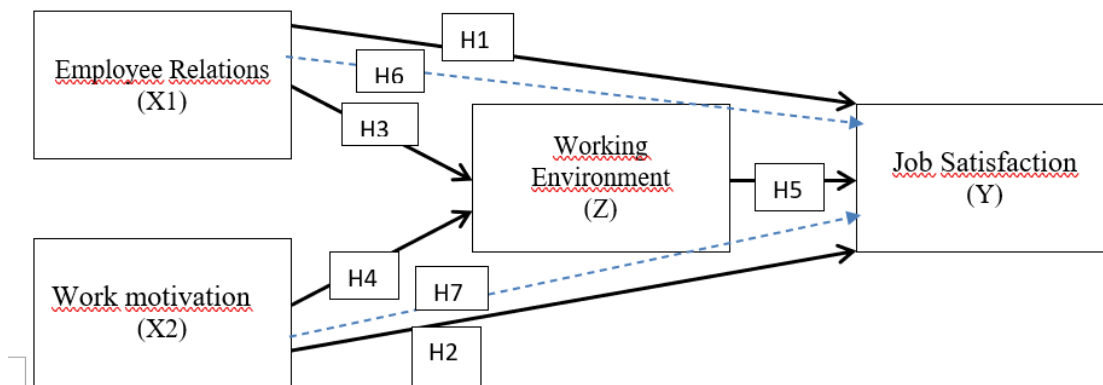 H1
Employee Relations
(X1)
H6
H3
Working
Environment
(Z)
H5
Job Satisfaction
(Y)
H4
H7
Work motivation
(X2)
H2